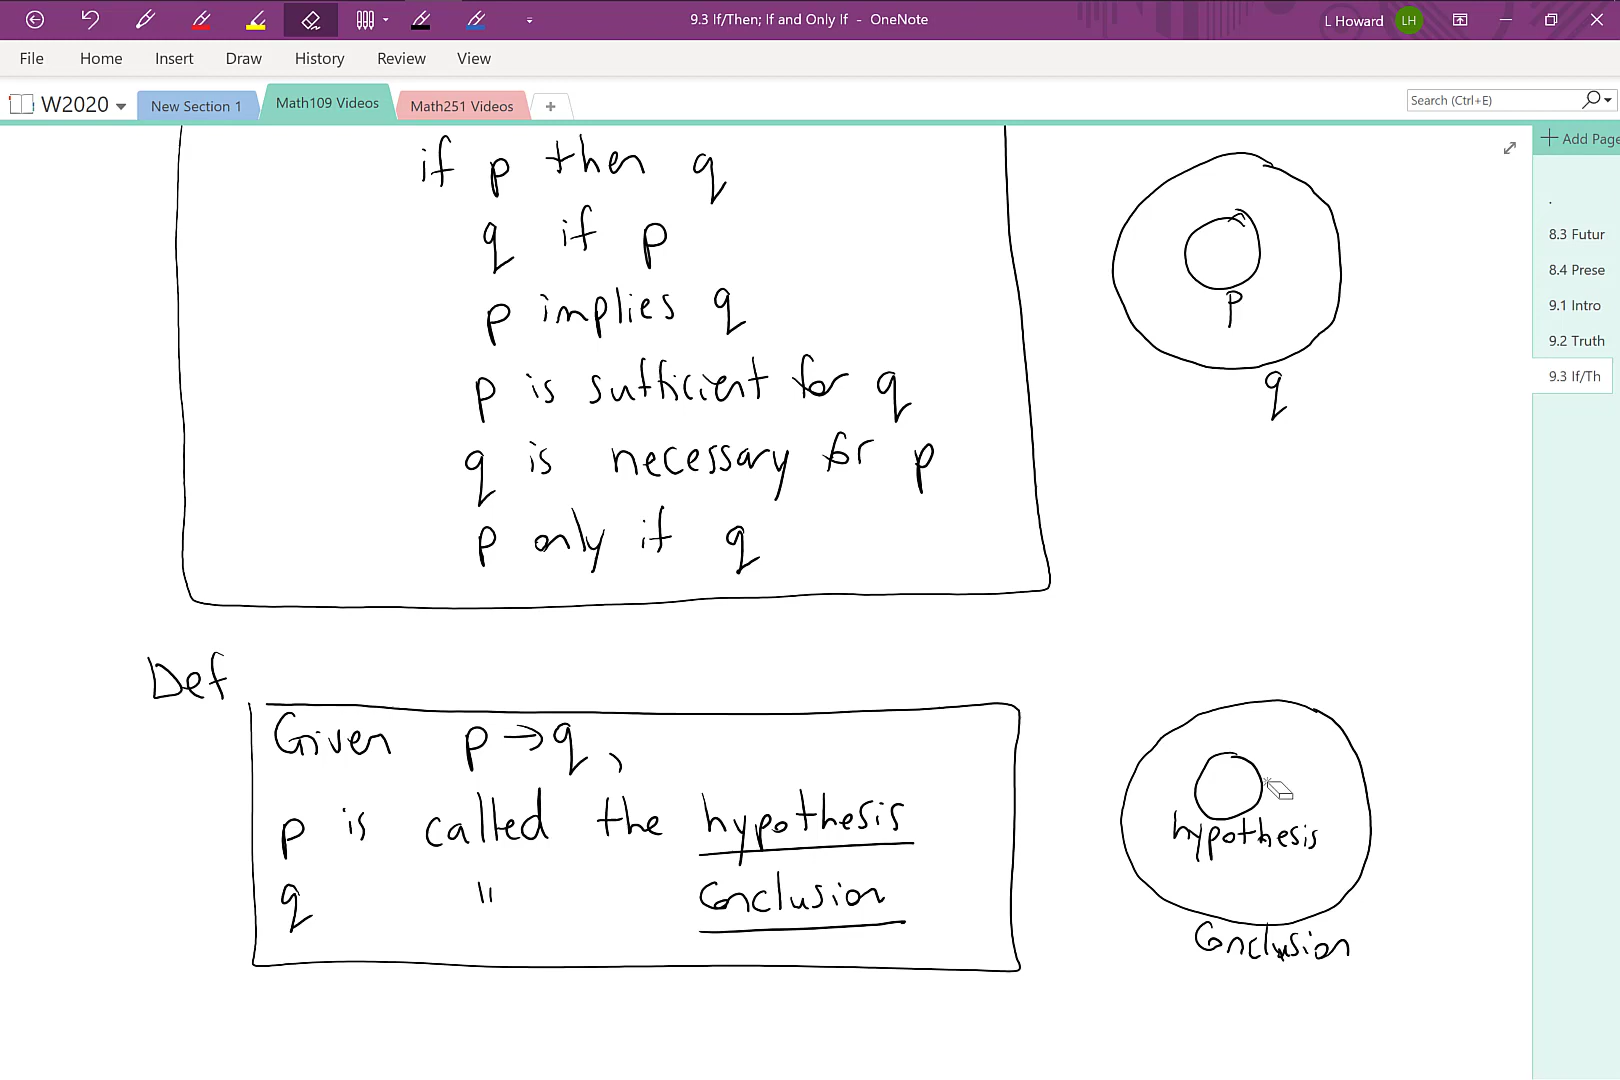 9.3 If/Then; If and Only If - OneNote
L Howard LH
File Home Insert Draw History Review View
W2020 New Section 1 Math109 Videos Math251 Videos
Search (Ctrl+E)
Add Page
.
8.3 Futur
8.4 Prese
9.1 Intro
9.2 Truth
9.3 If/Th
if p then q
q if p
p implies q
p is sufficient for q
q is necessary for p
p only if q
p
q
Def
Given p → q,
p is called the hypothesis
q " conclusion
hypothesis
Conclusion